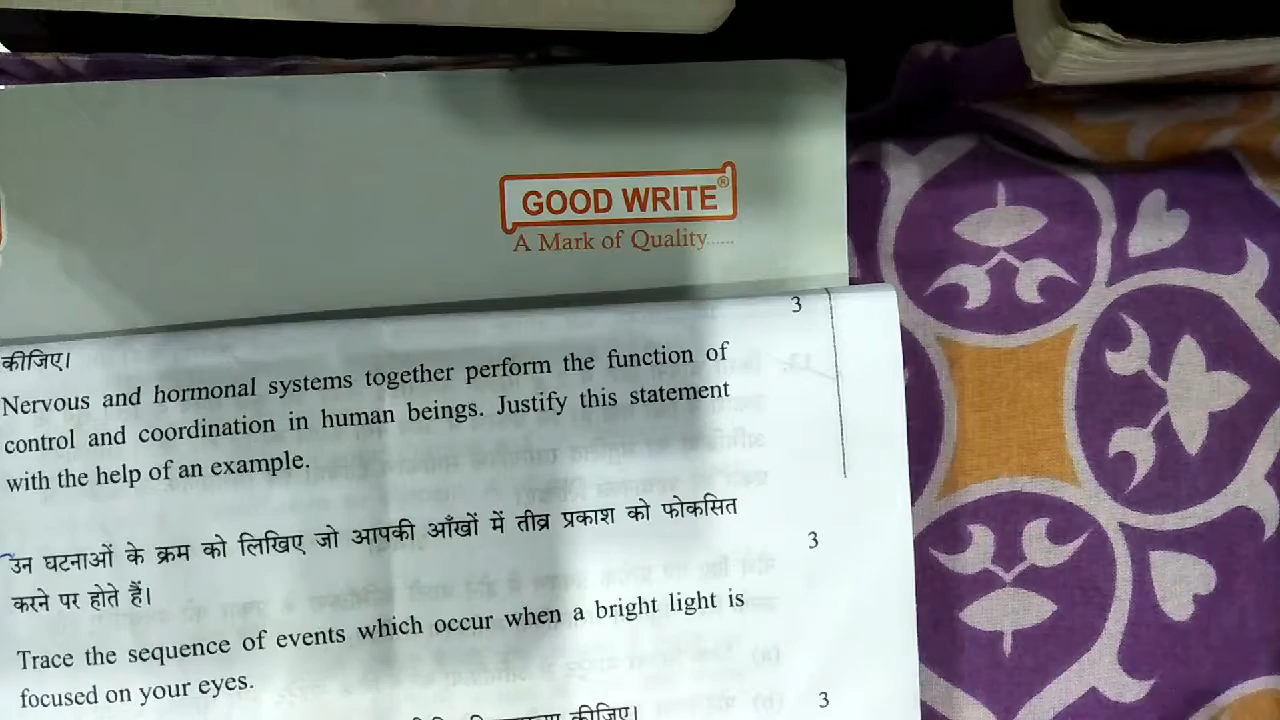 GOOD WRITE®
A Mark of Quality......
3
कीजिए।
Nervous and hormonal systems together perform the function of
control and coordination in human beings. Justify this statement
with the help of an example.
उन घटनाओं के क्रम को लिखिए जो आपकी आँखों में तीव्र प्रकाश को फोकसित
3
करने पर होते हैं।
Trace the sequence of events which occur when a bright light is
focused on your eyes.
कीजिए।
3